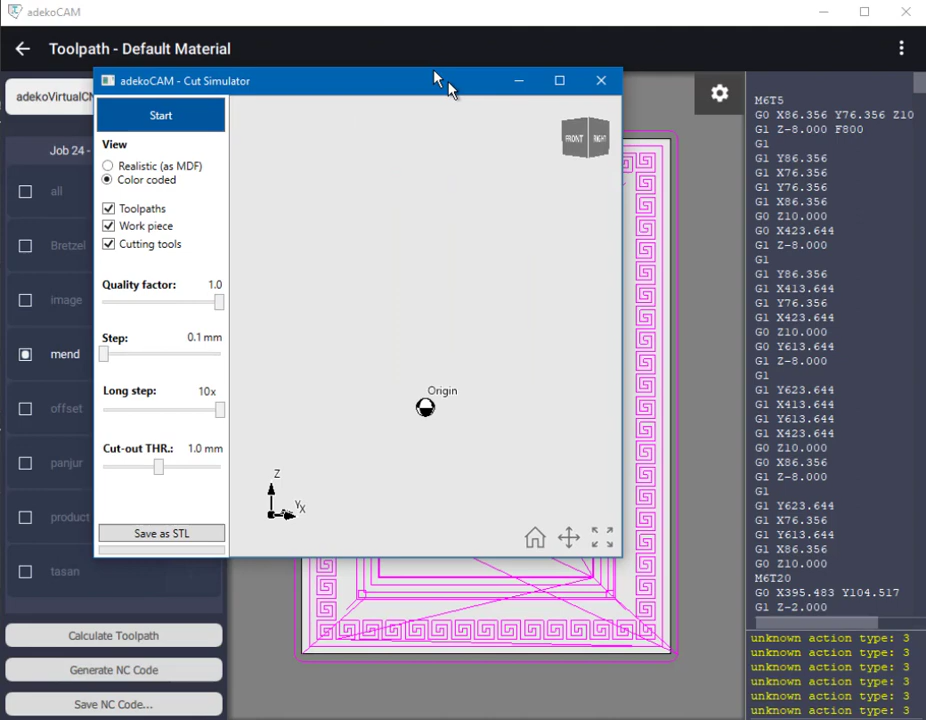 adekoCAM
Toolpath - Default Material
adekoVirtualCN
Job 24 -
all
Bretzel
image
mend
offset
panjur
product
tasan
Calculate Toolpath
Generate NC Code
Save NC Code...
adekoCAM - Cut Simulator
Start
View
Realistic (as MDF)
Color coded
Toolpaths
Work piece
Cutting tools
Quality factor: 1.0
Step: 0.1 mm
Long step: 10x
Cut-out THR.: 1.0 mm
Save as STL
FRONT RIGHT
Origin
Z
Y X
M6T5
G0 X86.356 Y76.356 Z10
G1 Z-8.000 F800
G1
G1 Y86.356
G1 X76.356
G1 Y76.356
G1 X86.356
G0 Z10.000
G0 X423.644
G1 Z-8.000
G1
G1 Y86.356
G1 X413.644
G1 Y76.356
G1 X423.644
G0 Z10.000
G0 Y613.644
G1 Z-8.000
G1
G1 Y623.644
G1 X413.644
G1 Y613.644
G1 X423.644
G0 Z10.000
G0 X86.356
G1 Z-8.000
G1
G1 Y623.644
G1 X76.356
G1 Y613.644
G1 X86.356
G0 Z10.000
M6T20
G0 X395.483 Y104.517
G1 Z-2.000
unknown action type: 3
unknown action type: 3
unknown action type: 3
unknown action type: 3
unknown action type: 3
unknown action type: 3